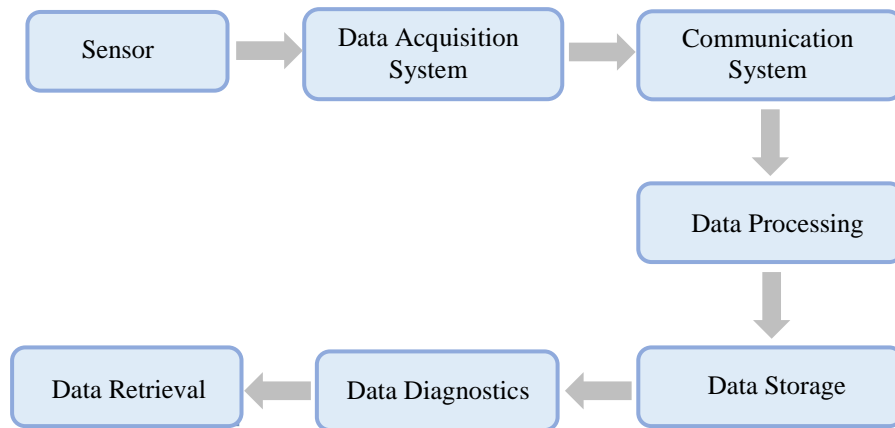 Sensor
Data Acquisition
System
Communication
System
Data Processing
Data Storage
Data Diagnostics
Data Retrieval